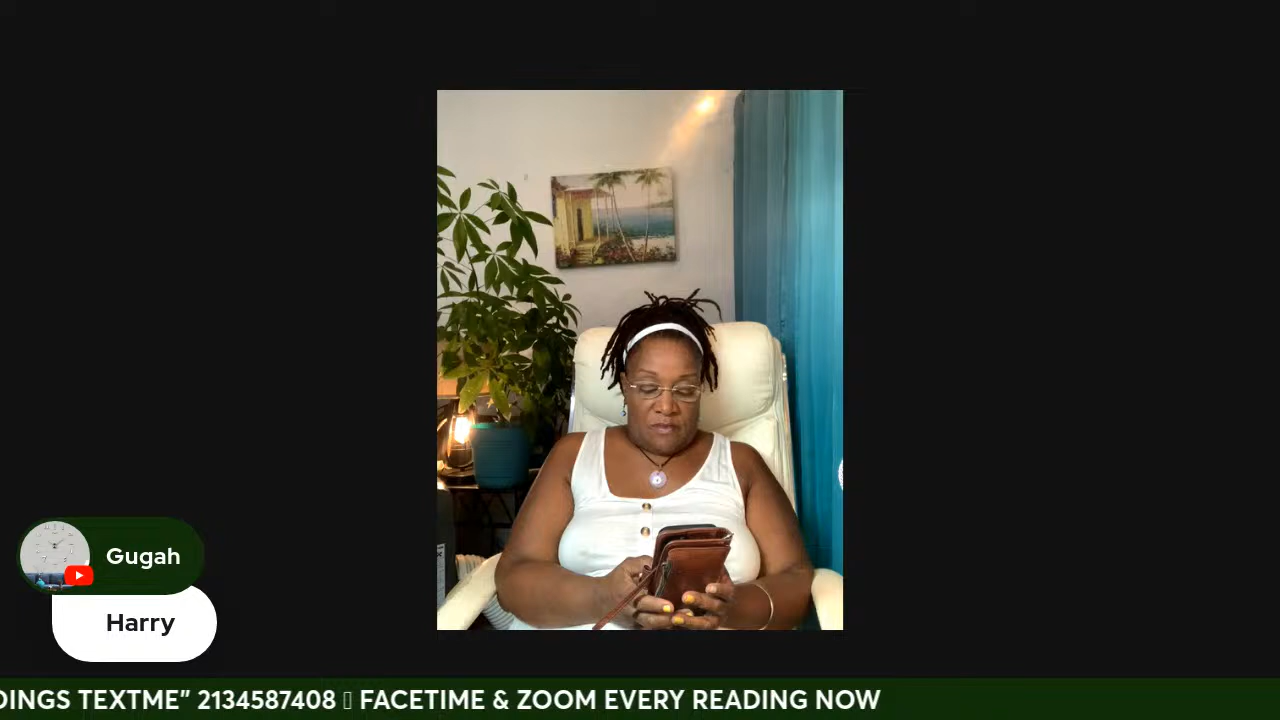 Gugah
Harry
DINGS TEXTME" 2134587408 ▯ FACETIME & ZOOM EVERY READING NOW